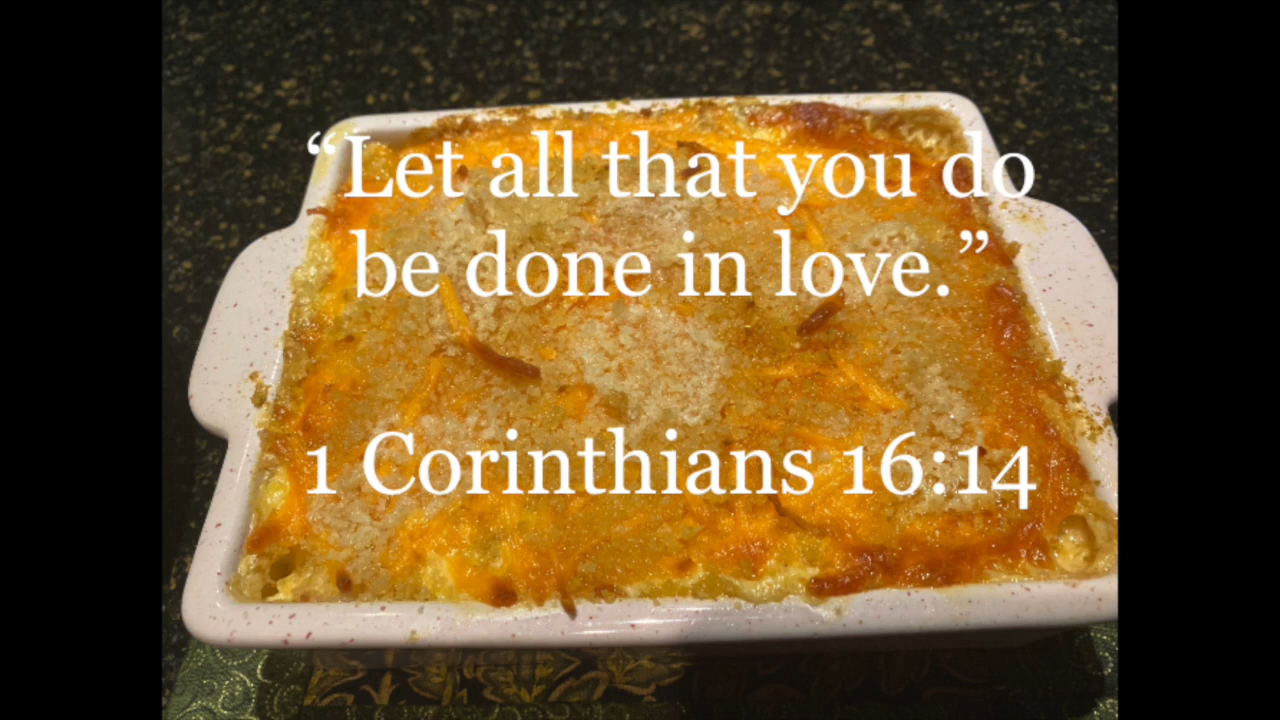 “Let all that you do
be done in love.”
1 Corinthians 16:14